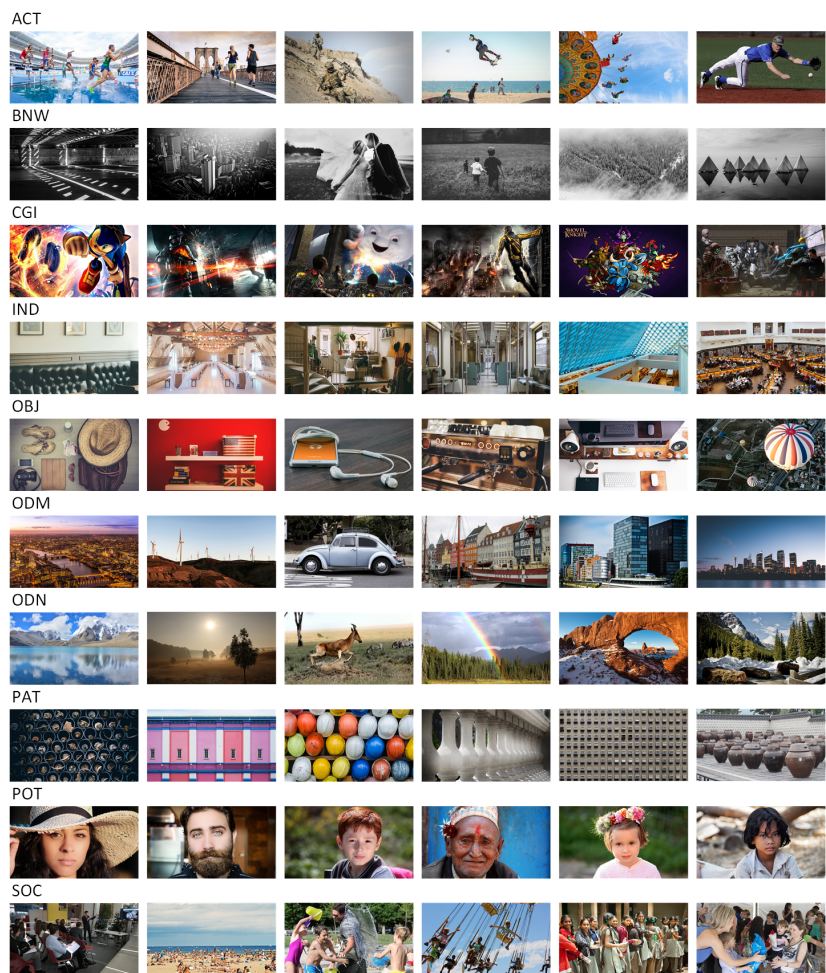 ACT
BNW
CGI
SHOVEL
KNIGHT
IND
OBJ
ODM
ODN
PAT
POT
SOC